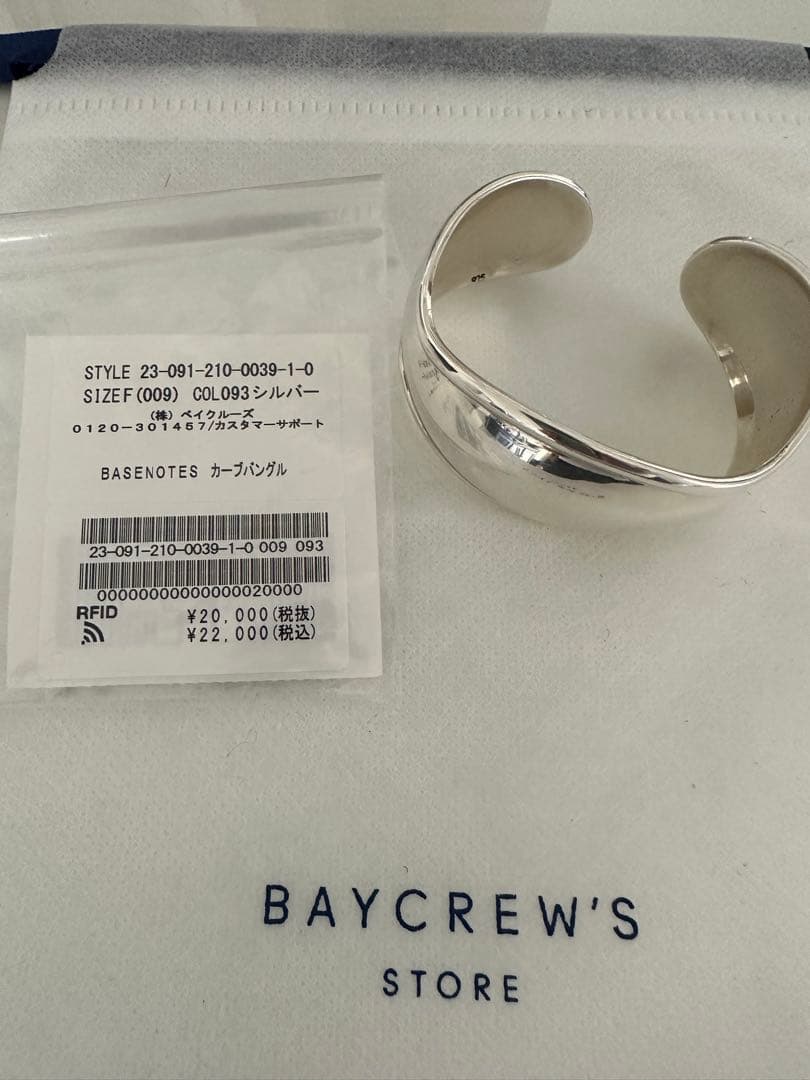 STYLE 23-091-210-0039-1-0
SIZEF(009) COL093シルバー
(株)ベイクルーズ
0120-301457/カスタマーサポート
BASENOTES カーブバングル
23-091-210-0039-1-0 009 093
00000000000000020000
RFID
¥20,000(税抜)
¥22,000(税込)
BAYCREW'S
STORE